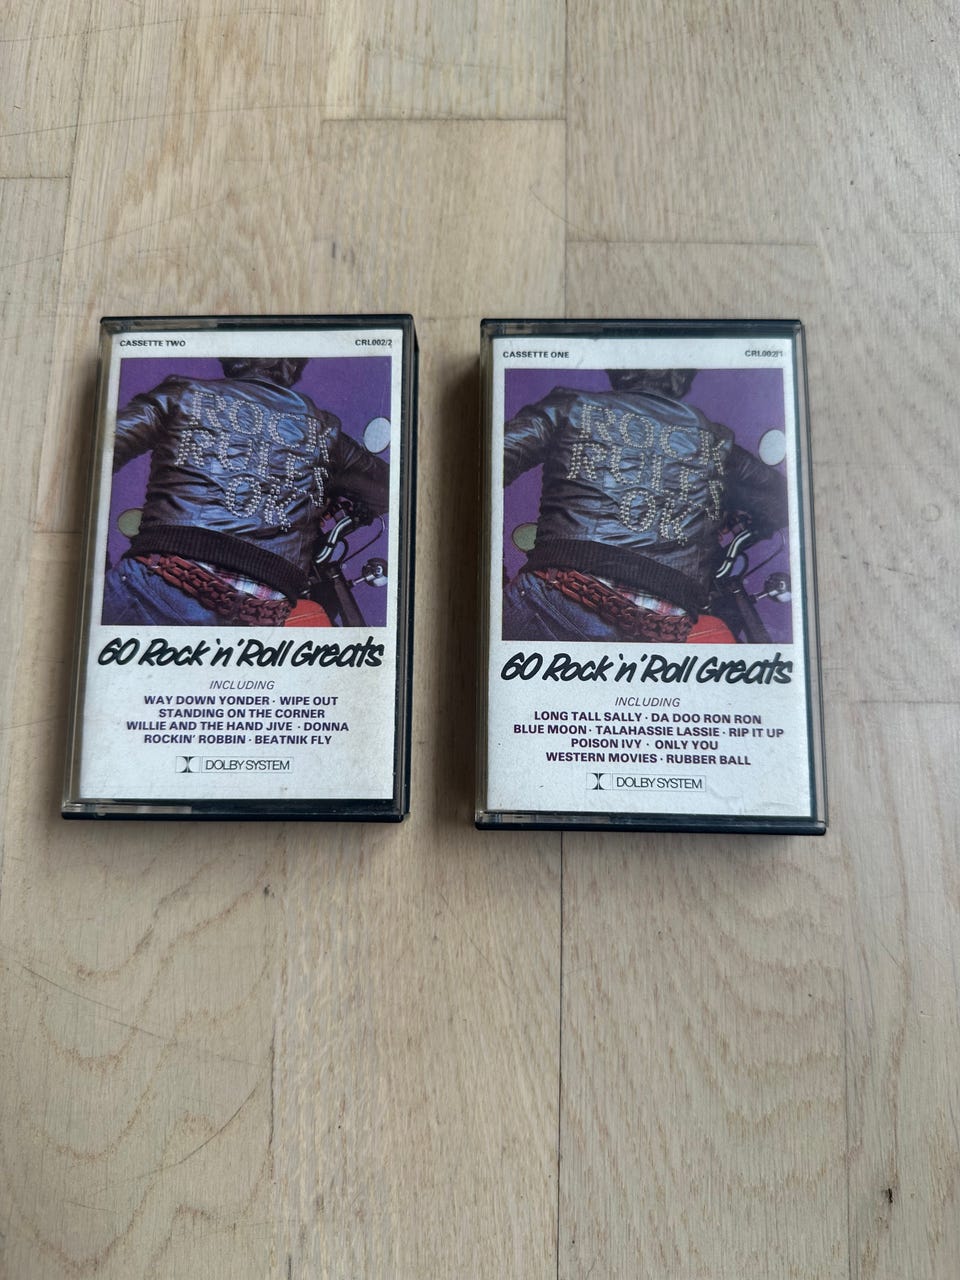 CASSETTE TWO CRL002/2
ROCK
RULES
OK
60 Rock 'n' Roll Greats
INCLUDING
WAY DOWN YONDER · WIPE OUT
STANDING ON THE CORNER
WILLIE AND THE HAND JIVE · DONNA
ROCKIN' ROBBIN · BEATNIK FLY
DOLBY SYSTEM
CASSETTE ONE CRL002/1
ROCK
RULES
OK
60 Rock 'n' Roll Greats
INCLUDING
LONG TALL SALLY · DA DOO RON RON
BLUE MOON · TALAHASSIE LASSIE · RIP IT UP
POISON IVY · ONLY YOU
WESTERN MOVIES · RUBBER BALL
DOLBY SYSTEM